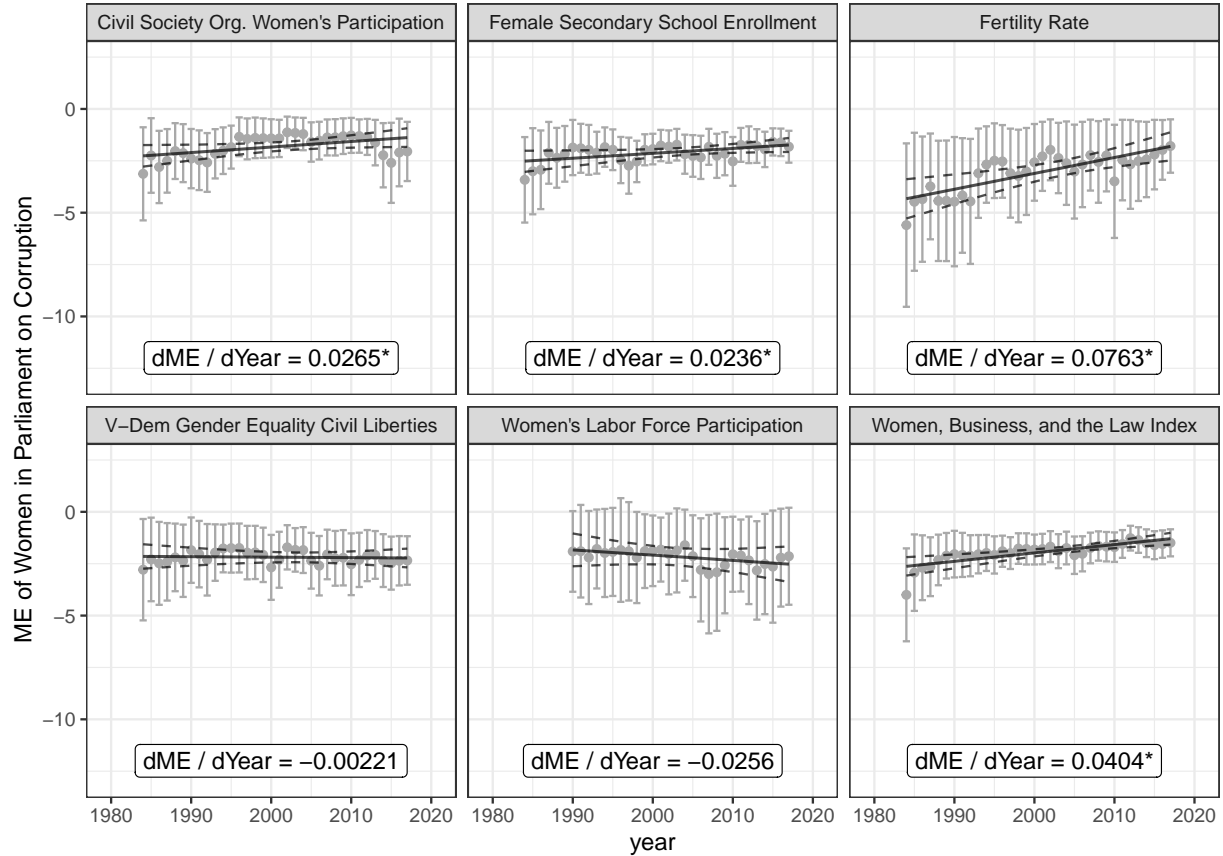 Civil Society Org. Women's Participation
Female Secondary School Enrollment
Fertility Rate
ME of Women in Parliament on Corruption
0
−5
−10
dME / dYear = 0.0265*
dME / dYear = 0.0236*
dME / dYear = 0.0763*
V−Dem Gender Equality Civil Liberties
Women's Labor Force Participation
Women, Business, and the Law Index
0
−5
−10
dME / dYear = −0.00221
dME / dYear = −0.0256
dME / dYear = 0.0404*
1980 1990 2000 2010 2020
1980 1990 2000 2010 2020
1980 1990 2000 2010 2020
year